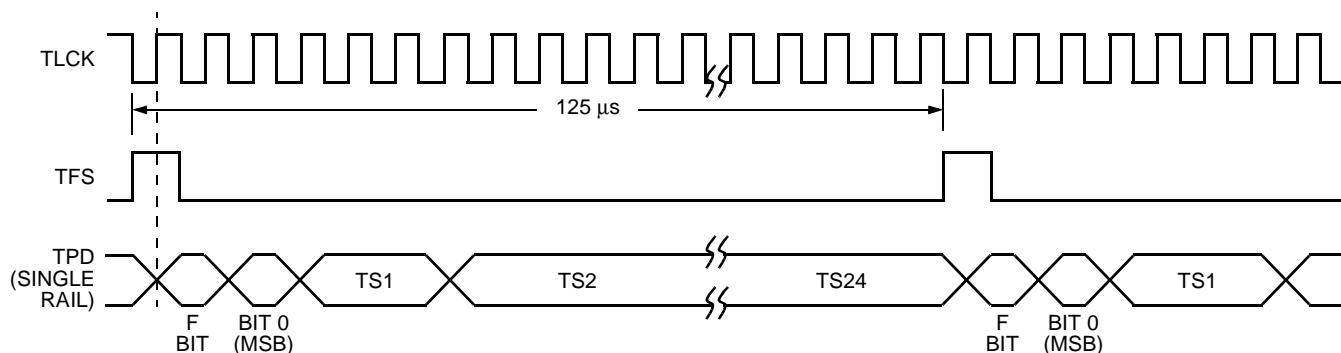 TLCK
125 µs
TFS
TPD
(SINGLE
RAIL)
TS1
TS2
TS24
TS1
F
BIT
BIT 0
(MSB)
F
BIT
BIT 0
(MSB)